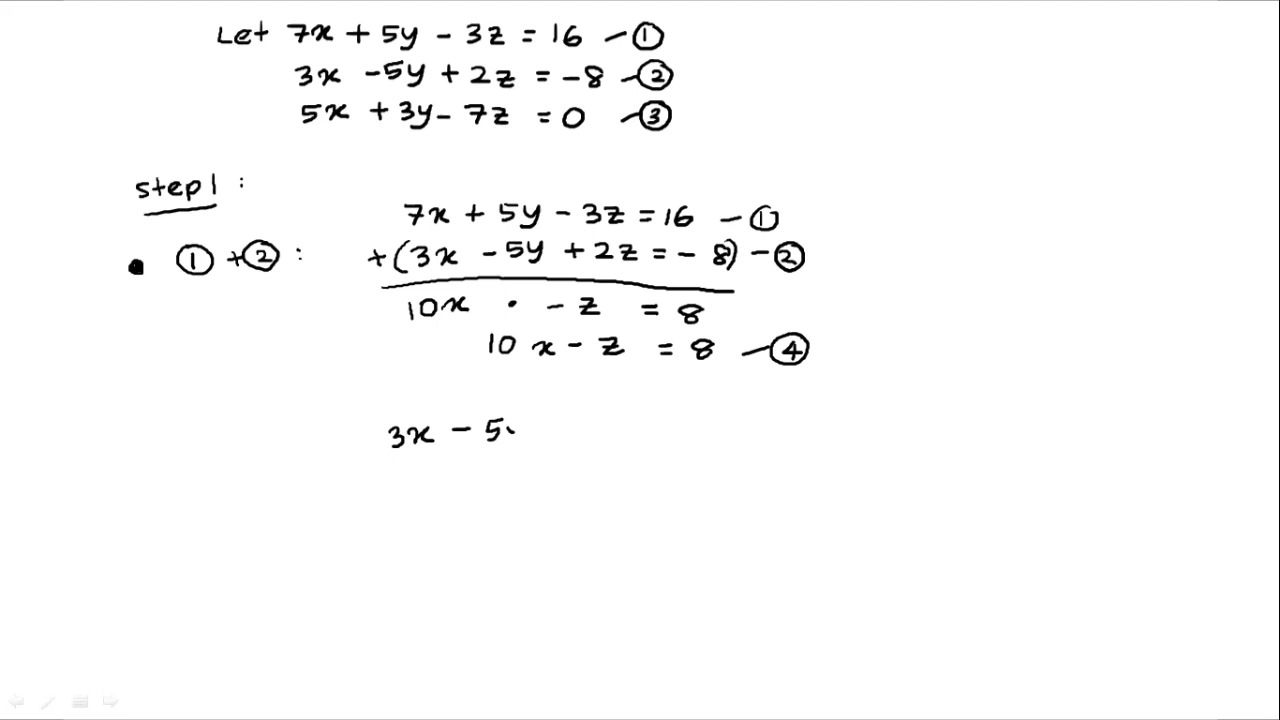 Let 7x + 5y - 3z = 16 - ①
3x - 5y + 2z = -8 - ②
5x + 3y - 7z = 0 - ③
step 1 :
7x + 5y - 3z = 16 - ①
① + ② : + (3x - 5y + 2z = - 8) - ②
10x · - z = 8
10x - z = 8 - ④
3x - 5